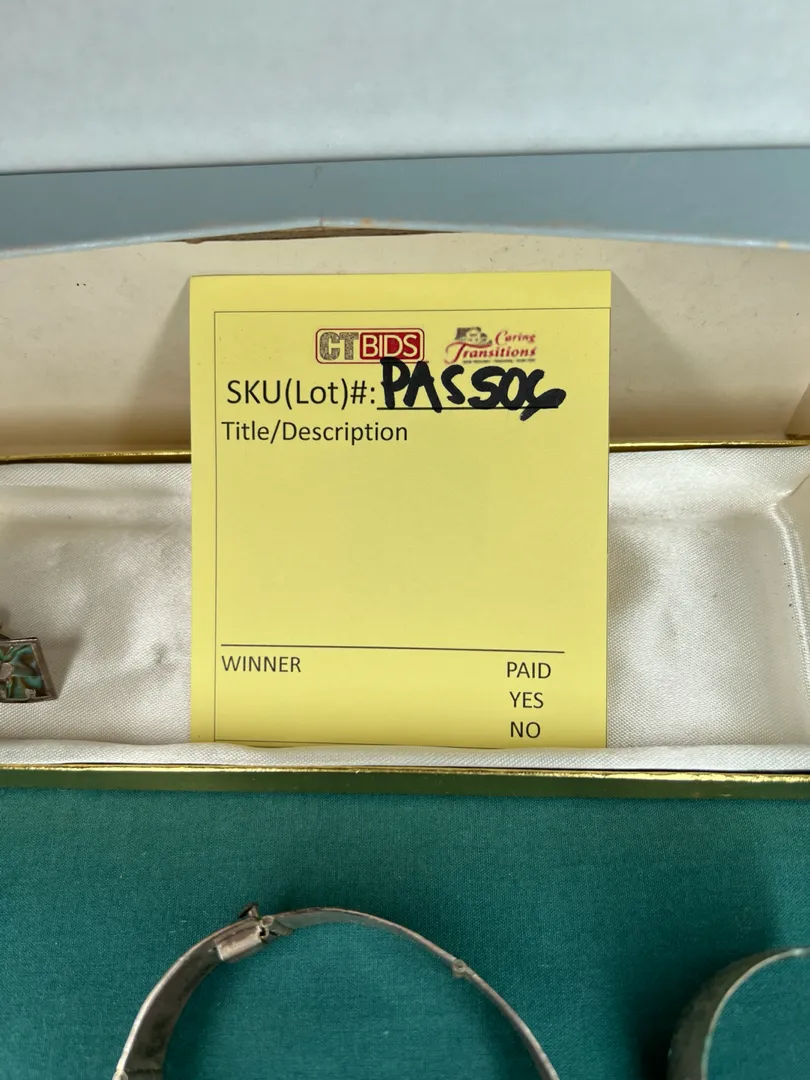 CTBIDS
Caring
Transitions
SKU(Lot)#: PAS506
Title/Description
WINNER
PAID
YES
NO